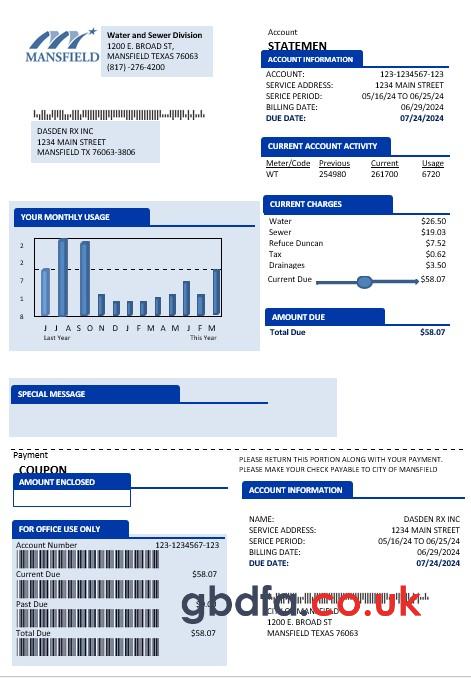 MANSFIELD
Water and Sewer Division
1200 E. BROAD ST,
MANSFIELD TEXAS 76063
(817) -276-4200
Account
STATEMEN
ACCOUNT INFORMATION
ACCOUNT: 123-1234567-123
SERVICE ADDRESS: 1234 MAIN STREET
SERICE PERIOD: 05/16/24 TO 06/25/24
BILLING DATE: 06/29/2024
DUE DATE: 07/24/2024
DASDEN RX INC
1234 MAIN STREET
MANSFIELD TX 76063-3806
CURRENT ACCOUNT ACTIVITY
Meter/Code Previous Current Usage
WT 254980 261700 6720
YOUR MONTHLY USAGE
2
2
7
1
8
J J A S O N D J F M A M J J F M
Last Year This Year
CURRENT CHARGES
Water $26.50
Sewer $19.03
Refuce Duncan $7.52
Tax $0.62
Drainages $3.50
Current Due $58.07
AMOUNT DUE
Total Due $58.07
SPECIAL MESSAGE
Payment
COUPON
PLEASE RETURN THIS PORTION ALONG WITH YOUR PAYMENT.
PLEASE MAKE YOUR CHECK PAYABLE TO CITY OF MANSFIELD
AMOUNT ENCLOSED
ACCOUNT INFORMATION
NAME: DASDEN RX INC
SERVICE ADDRESS: 1234 MAIN STREET
SERICE PERIOD: 05/16/24 TO 06/25/24
BILLING DATE: 06/29/2024
DUE DATE: 07/24/2024
FOR OFFICE USE ONLY
Account Number 123-1234567-123
Current Due $58.07
Past Due
Total Due $58.07
1200 E. BROAD ST
MANSFIELD TEXAS 76063